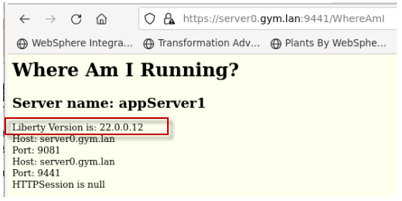 https://server0.gym.lan:9441/WhereAmI
WebSphere Integra... Transformation Adv... Plants By WebSphe...
Where Am I Running?
Server name: appServer1
Liberty Version is: 22.0.0.12
Host: server0.gym.lan
Port: 9081
Host: server0.gym.lan
Port: 9441
HTTPSession is null